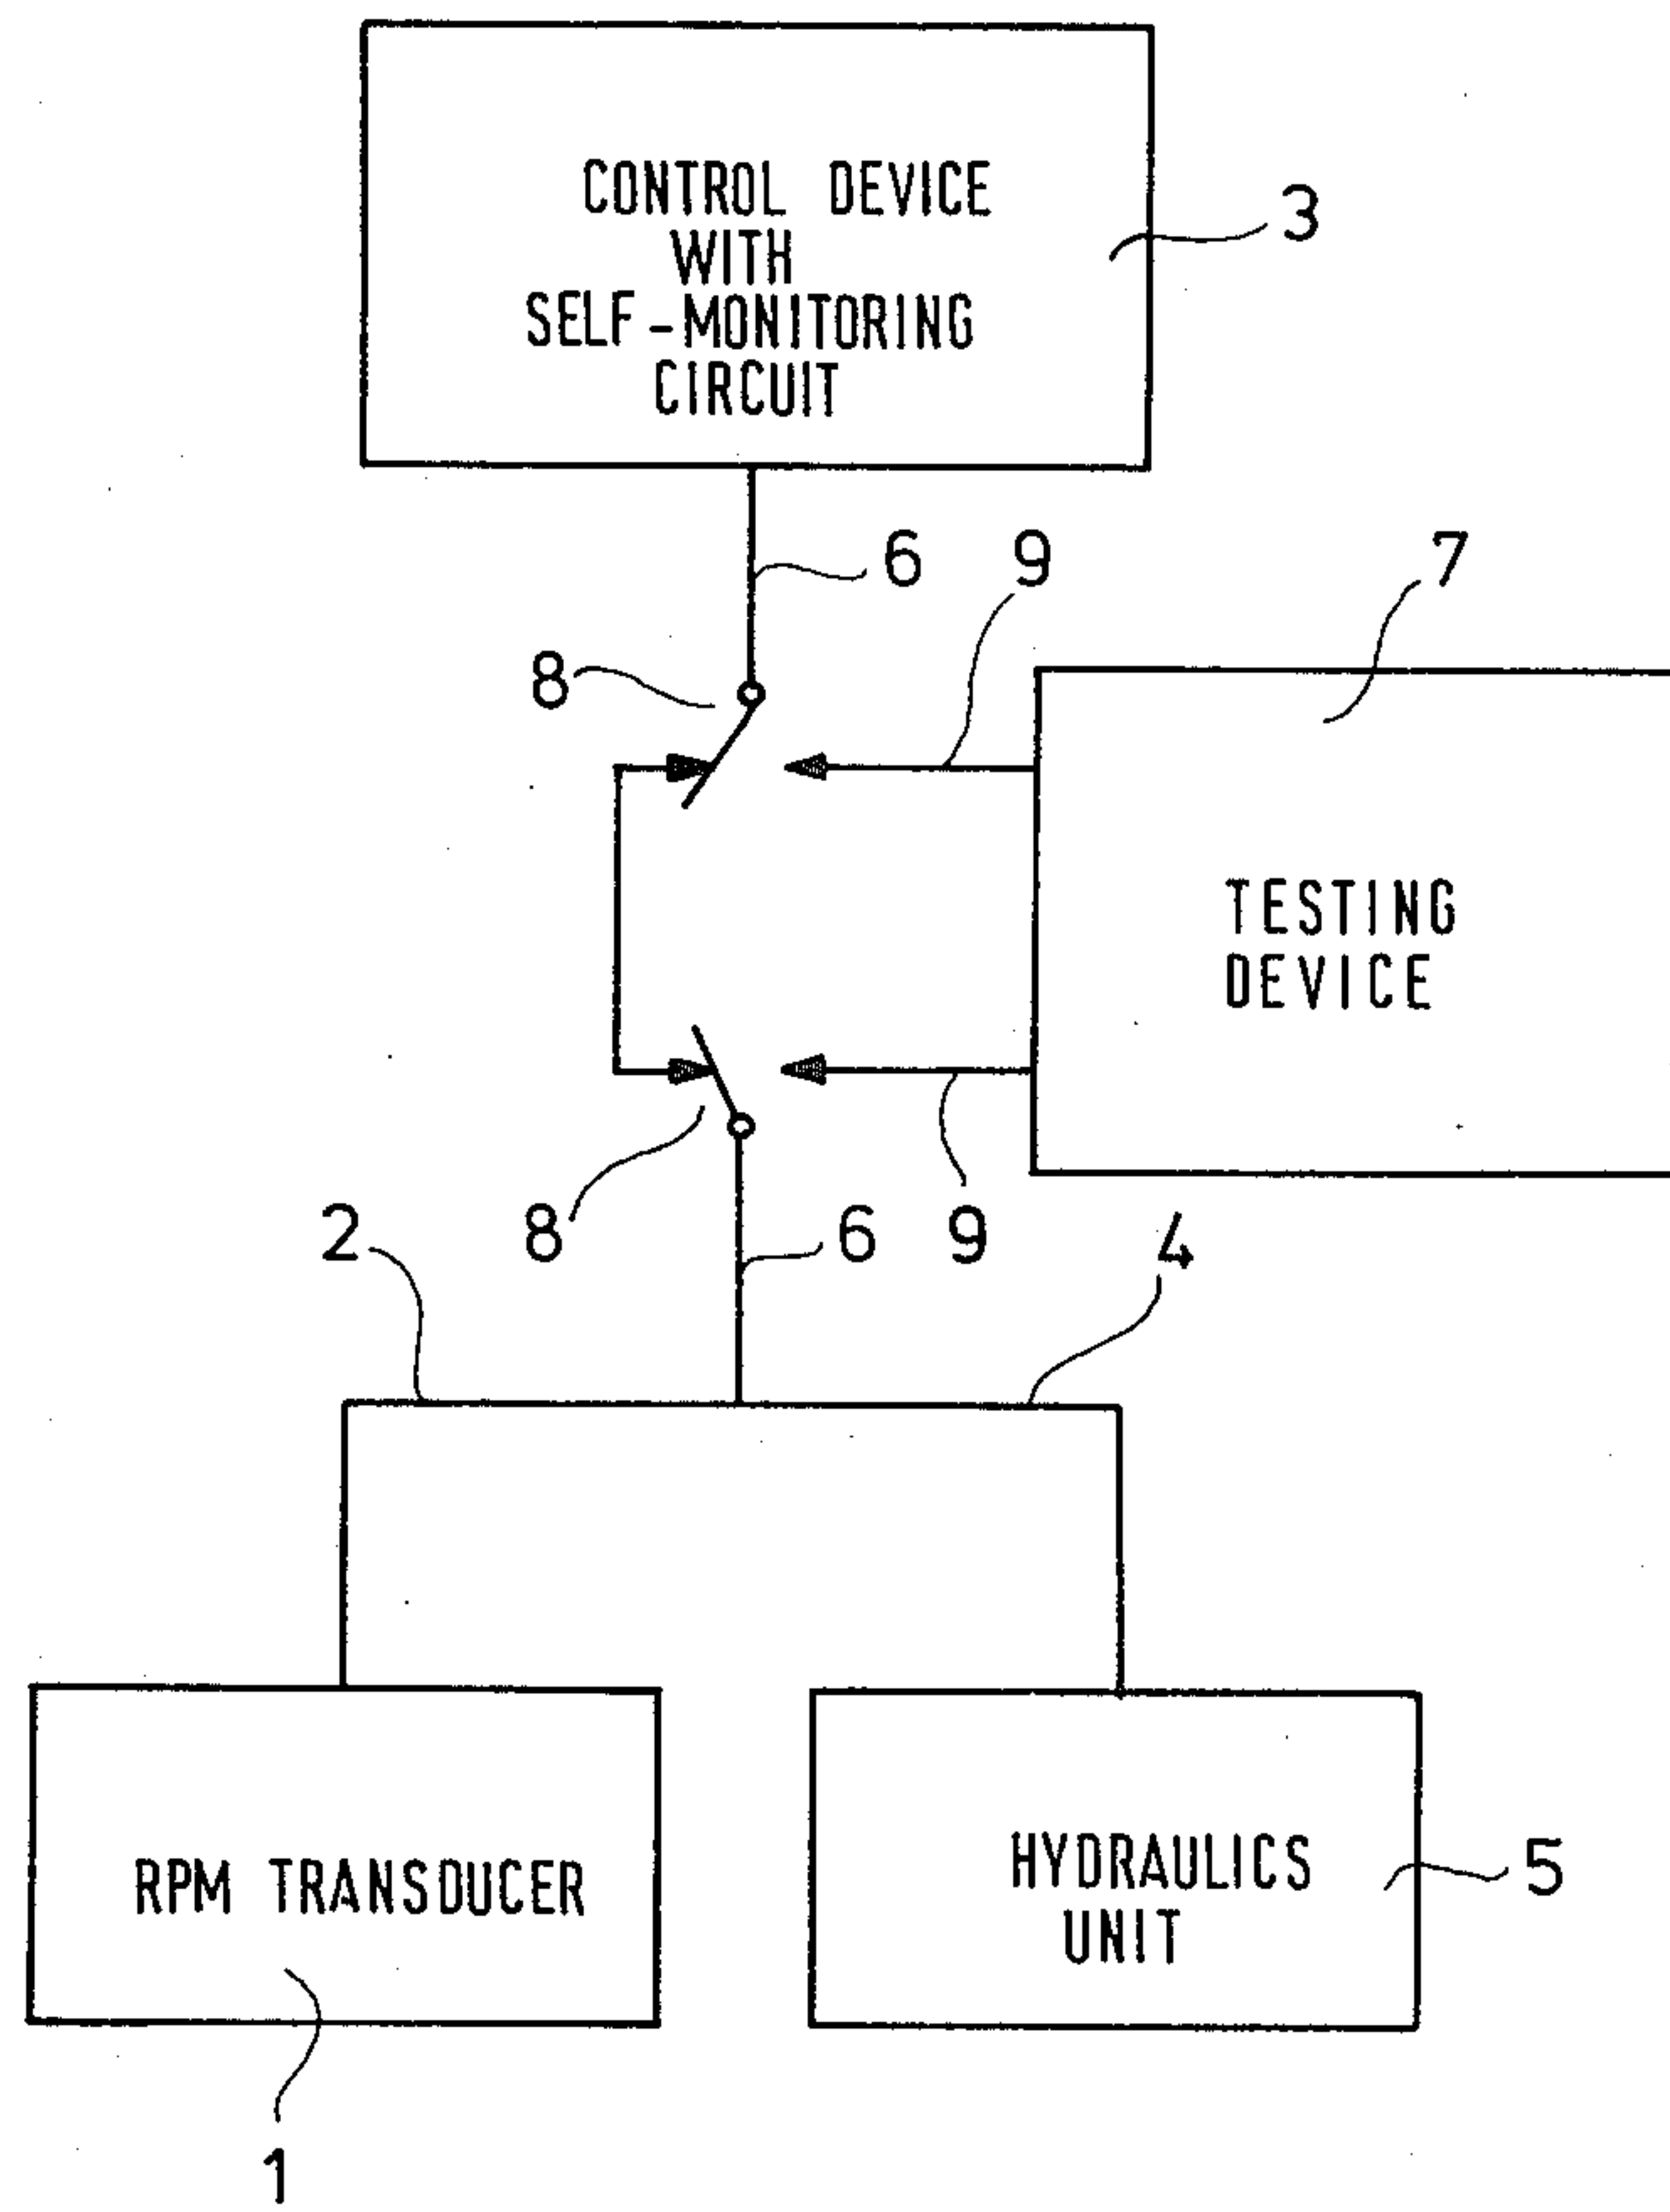 CONTROL DEVICE
WITH
SELF-MONITORING
CIRCUIT
3
6
9
7
8
TESTING
DEVICE
2
8
6
9
4
RPM TRANSDUCER
HYDRAULICS
UNIT
5
1